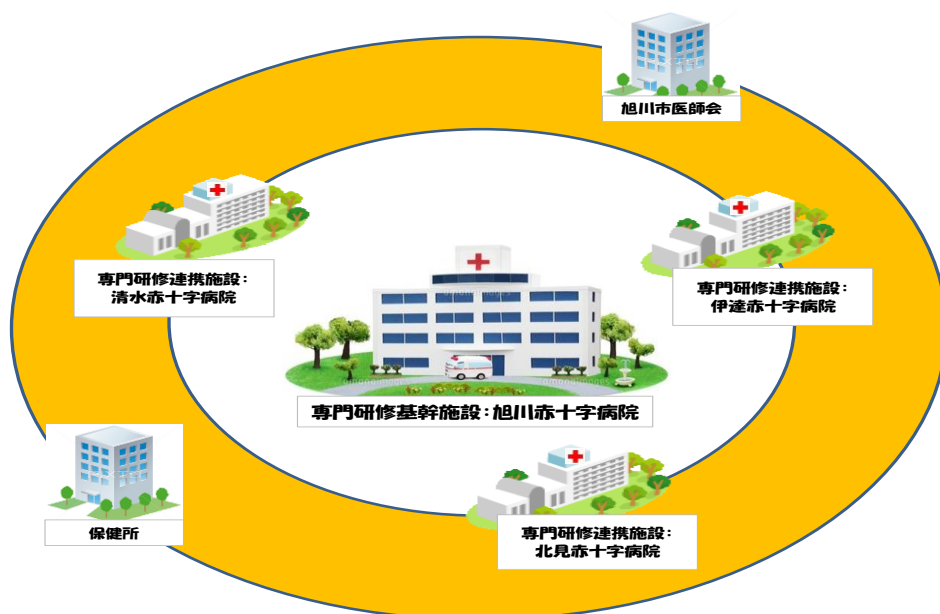 旭川市医師会
専門研修連携施設：
清水赤十字病院
専門研修連携施設：
伊達赤十字病院
専門研修基幹施設：旭川赤十字病院
保健所
専門研修連携施設：
北見赤十字病院